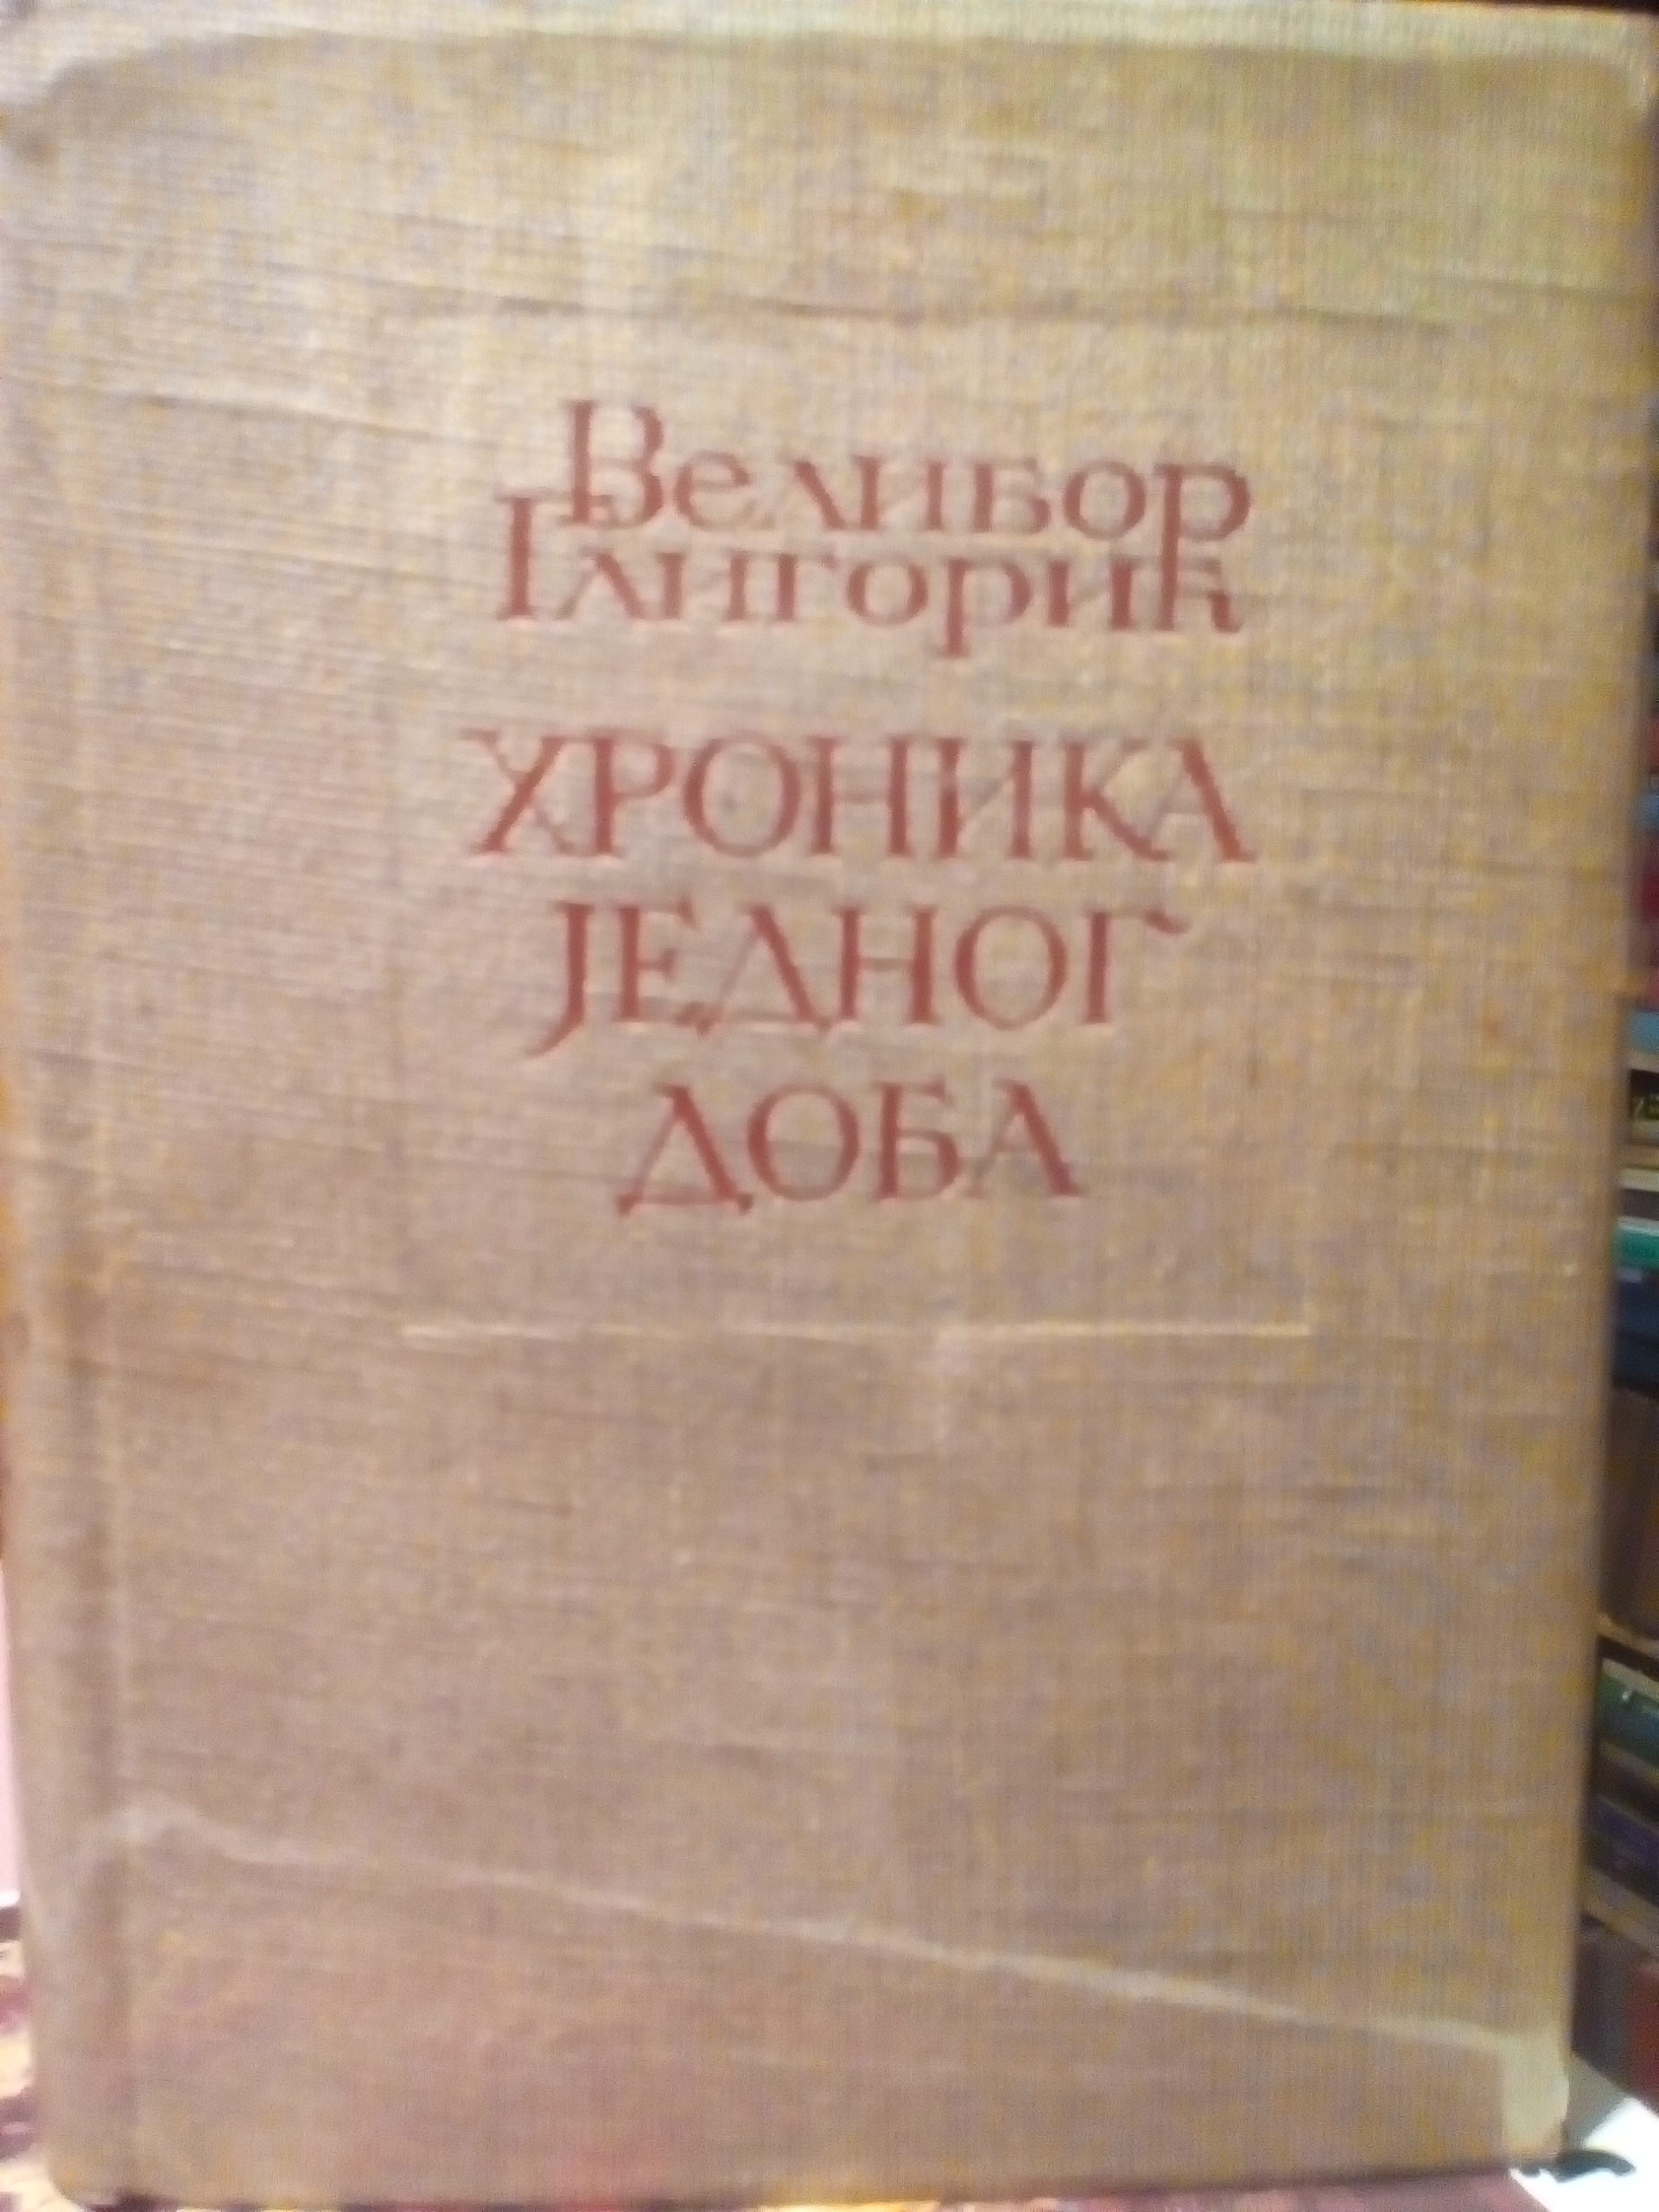 Велибор
Глигорић
ХРОНИКА
ЈЕДНОГ
ДОБА